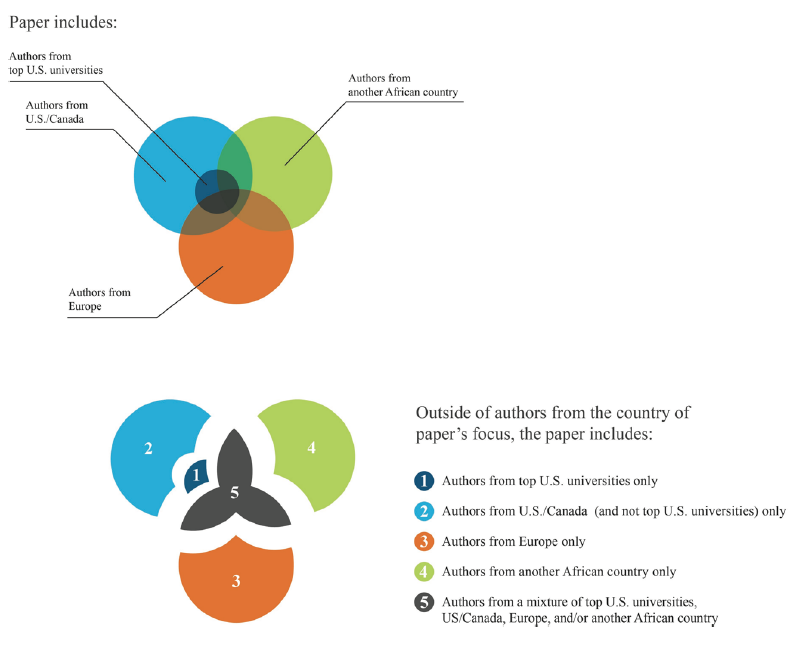 Paper includes:
Authors from
top U.S. universities
Authors from
U.S./Canada
Authors from
another African country
Authors from
Europe
2
1
4
5
3
Outside of authors from the country of
paper's focus, the paper includes:
1 Authors from top U.S. universities only
2 Authors from U.S./Canada (and not top U.S. universities) only
3 Authors from Europe only
4 Authors from another African country only
5 Authors from a mixture of top U.S. universities,
US/Canada, Europe, and/or another African country